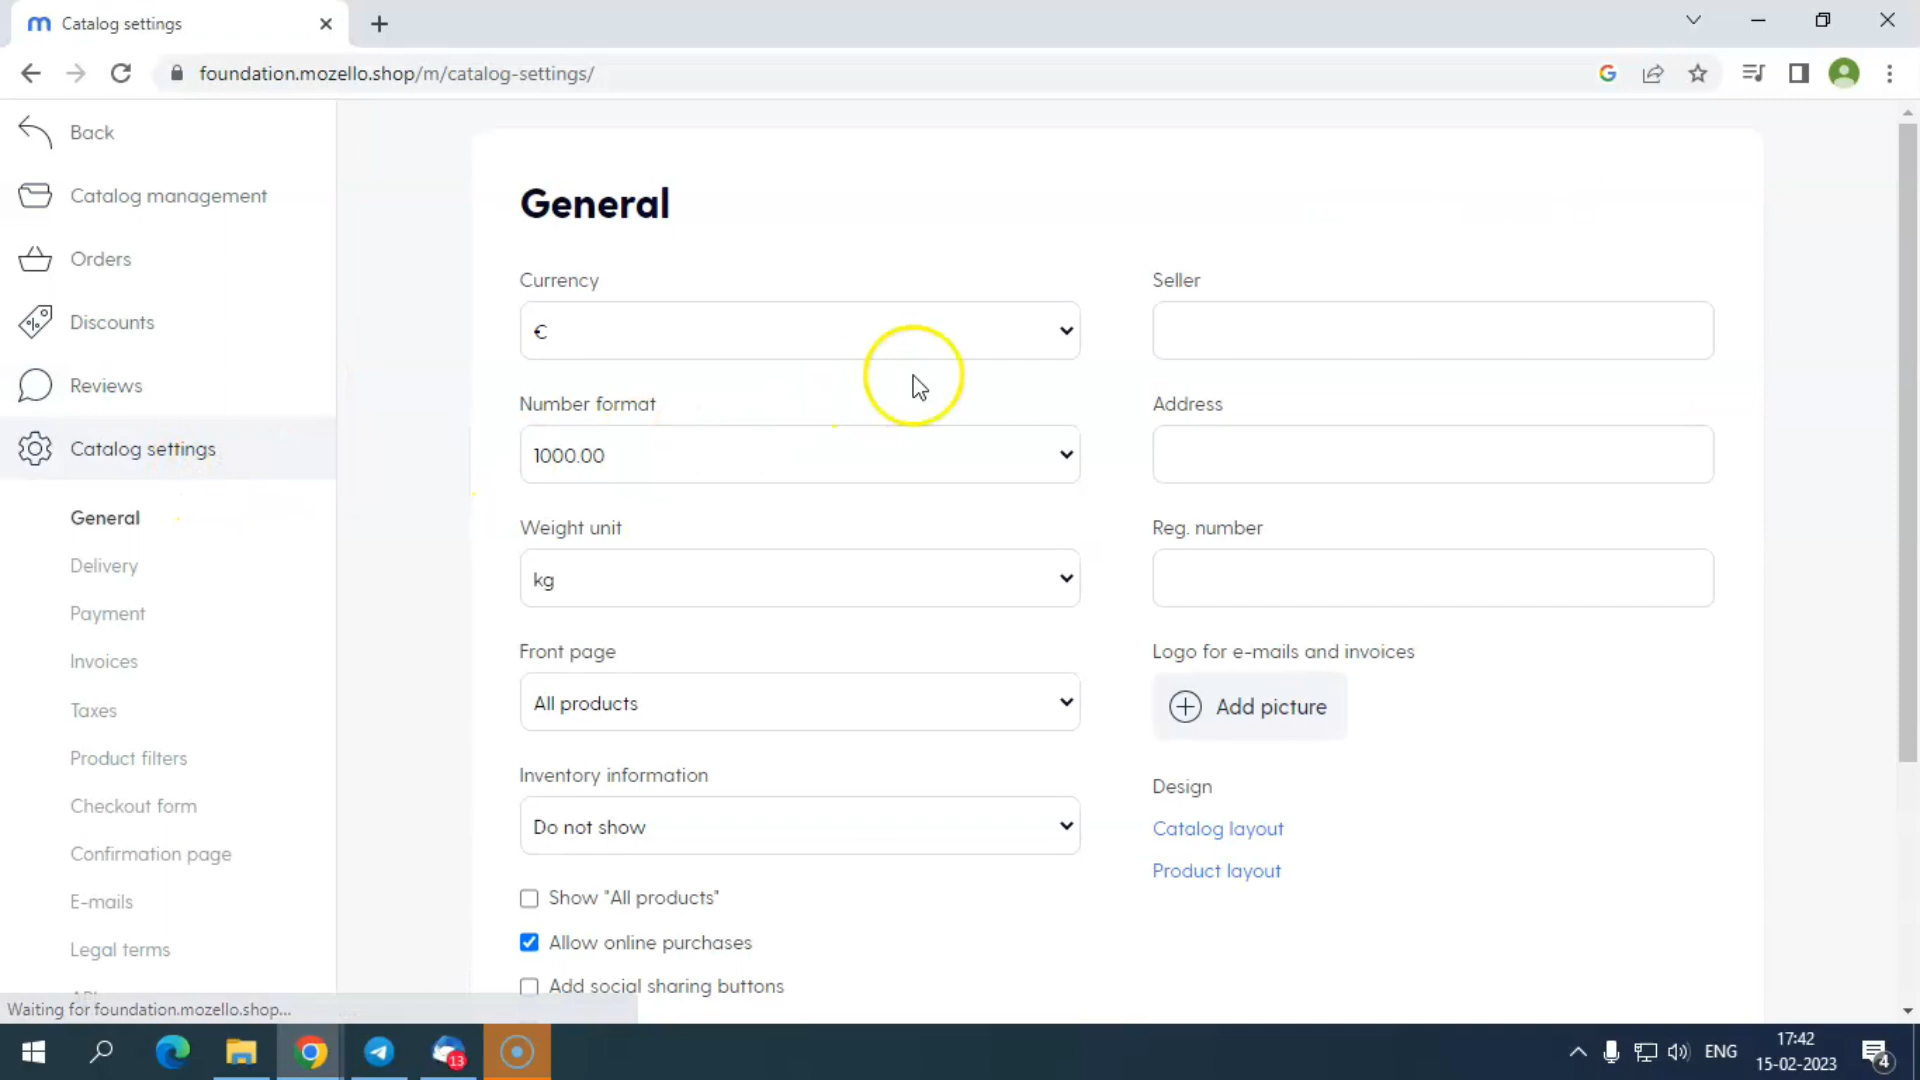 Catalog settings
foundation.mozello.shop/m/catalog-settings/
Back
Catalog management
Orders
Discounts
Reviews
Catalog settings
General
Delivery
Payment
Invoices
Taxes
Product filters
Checkout form
Confirmation page
E-mails
Legal terms
API
Waiting for foundation.mozello.shop...
General
Currency
€
Number format
1000.00
Weight unit
kg
Front page
All products
Inventory information
Do not show
Show "All products"
Allow online purchases
Add social sharing buttons
Seller
Address
Reg. number
Logo for e-mails and invoices
Add picture
Design
Catalog layout
Product layout
13
ENG
17:42
15-02-2023
4